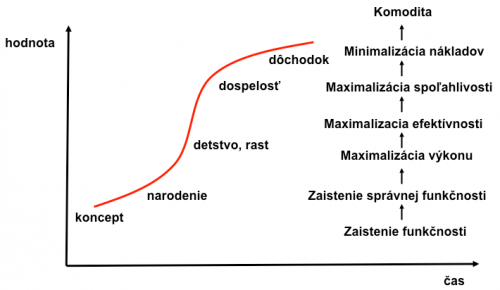 Komodita
hodnota
Minimalizácia nákladov
dôchodok
Maximalizácia spoľahlivosti
dospelosť
Maximalizacia efektívnosti
detstvo, rast
Maximalizácia výkonu
narodenie
Zaistenie správnej funkčnosti
koncept
Zaistenie funkčnosti
čas